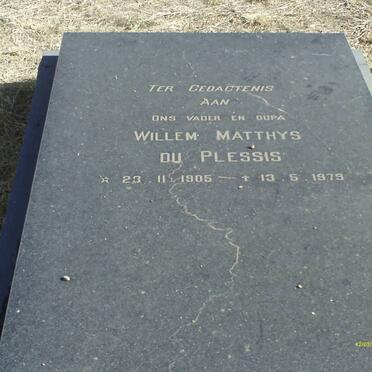 TER GEDAGTENIS
AAN
ONS VADER EN OUPA
WILLEM MATTHYS
DU PLESSIS
☆ 23. 11. 1905 — ✝ 13. 5. 1979